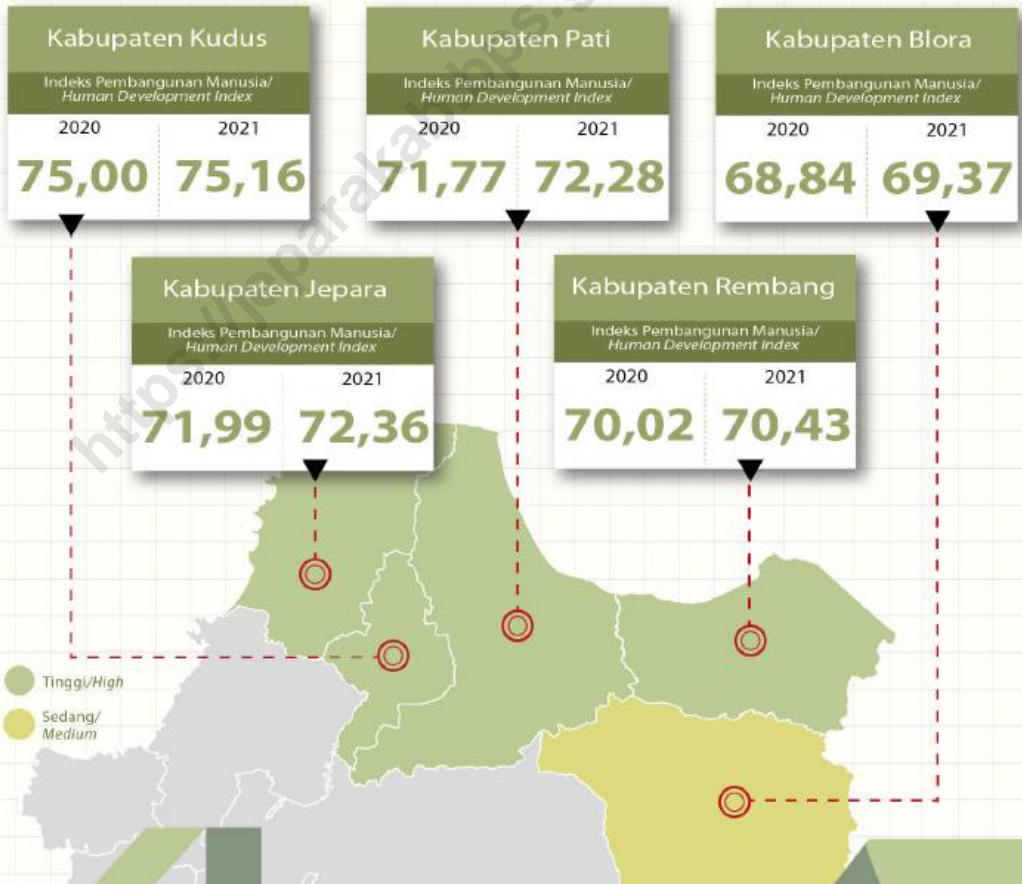 Kabupaten Kudus
Indeks Pembangunan Manusia/
Human Development Index
2020 2021
75,00 75,16
Kabupaten Pati
Indeks Pembangunan Manusia/
Human Development Index
2020 2021
71,77 72,28
Kabupaten Blora
Indeks Pembangunan Manusia/
Human Development Index
2020 2021
68,84 69,37
Kabupaten Jepara
Indeks Pembangunan Manusia/
Human Development Index
2020 2021
71,99 72,36
Kabupaten Rembang
Indeks Pembangunan Manusia/
Human Development Index
2020 2021
70,02 70,43
Tinggi/High
Sedang/
Medium